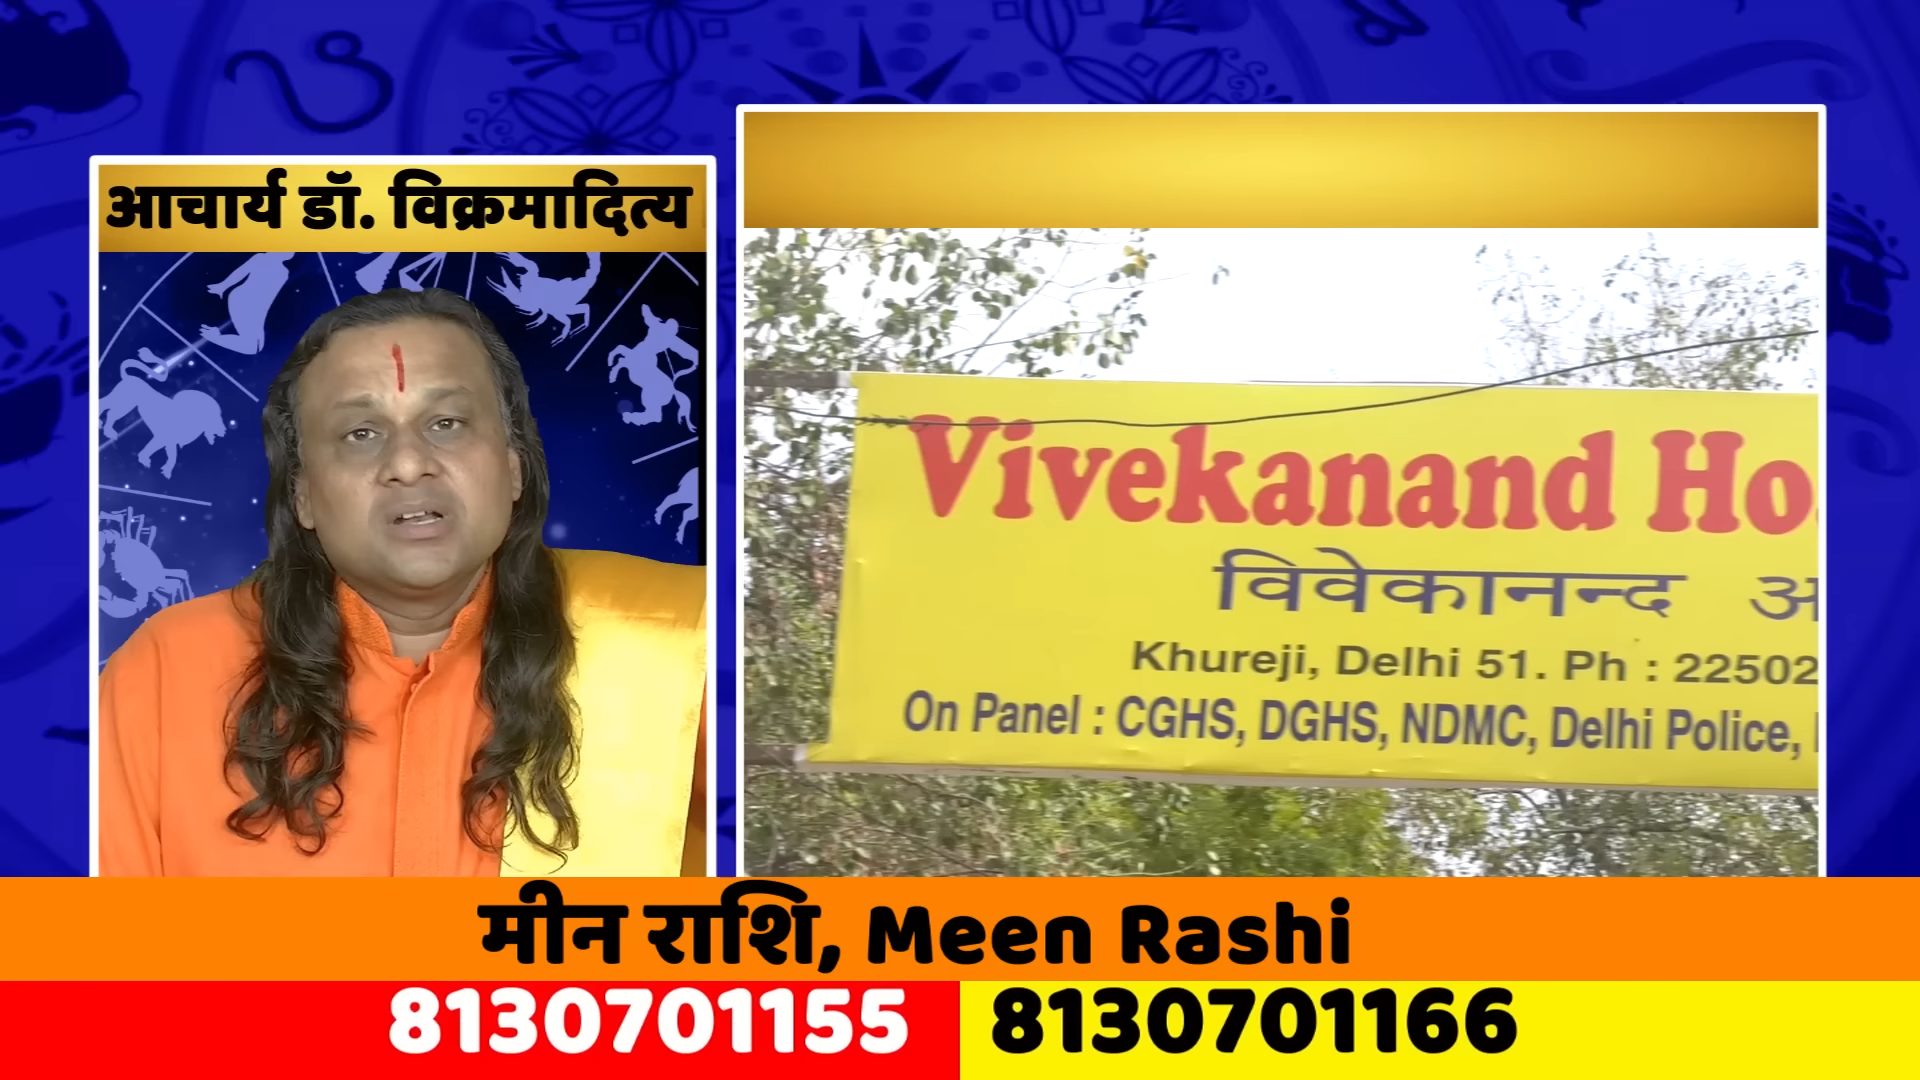 आचार्य डॉ. विक्रमादित्य
Vivekanand
विवेकानन्द
Khureji, Delhi 51. Ph : 22502
On Panel : CGHS, DGHS, NDMC, Delhi Police,
मीन राशि, Meen Rashi
8130701155 8130701166